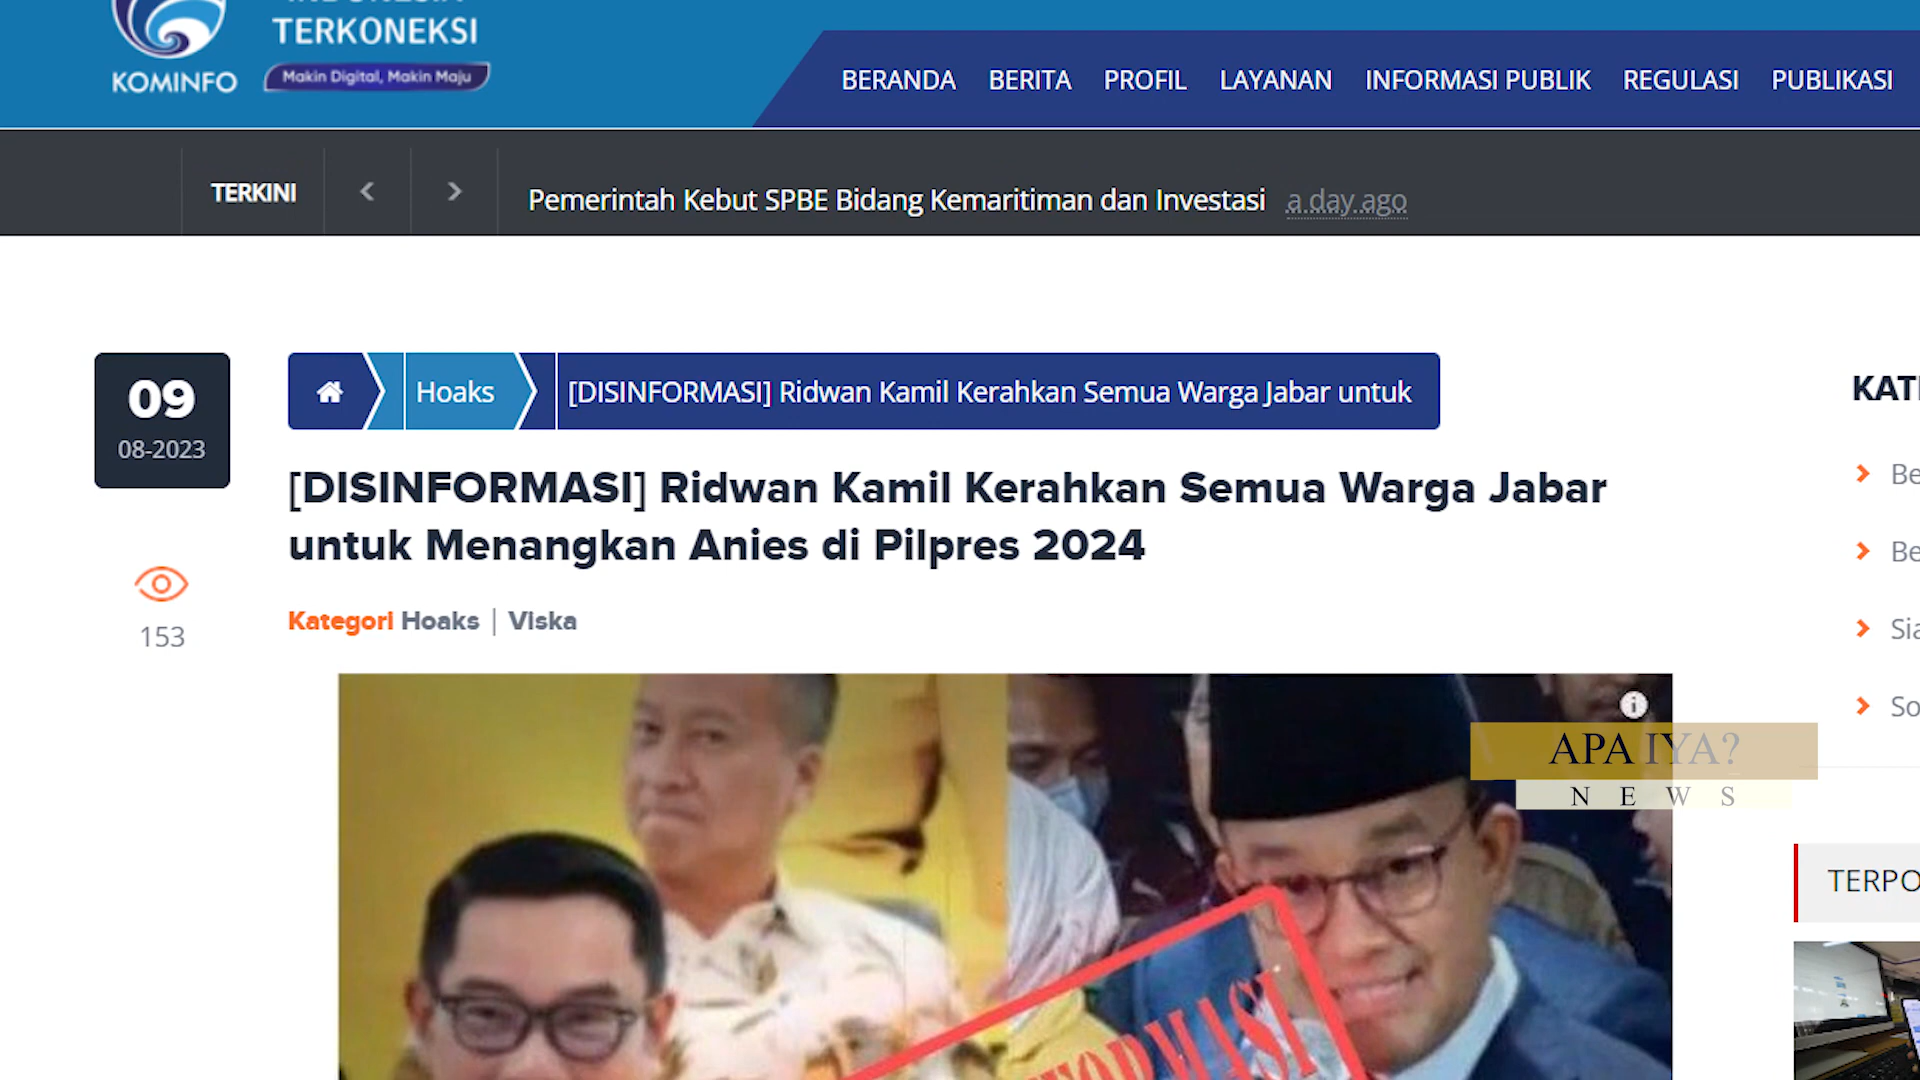 TERKONEKSI
Makin Digital, Makin Maju
KOMINFO
BERANDA BERITA PROFIL LAYANAN INFORMASI PUBLIK REGULASI PUBLIKASI
TERKINI
Pemerintah Kebut SPBE Bidang Kemaritiman dan Investasi a day ago
09
08-2023
Hoaks
[DISINFORMASI] Ridwan Kamil Kerahkan Semua Warga Jabar untuk
[DISINFORMASI] Ridwan Kamil Kerahkan Semua Warga Jabar
untuk Menangkan Anies di Pilpres 2024
Kategori Hoaks | Viska
153
APA IYA?
NEWS